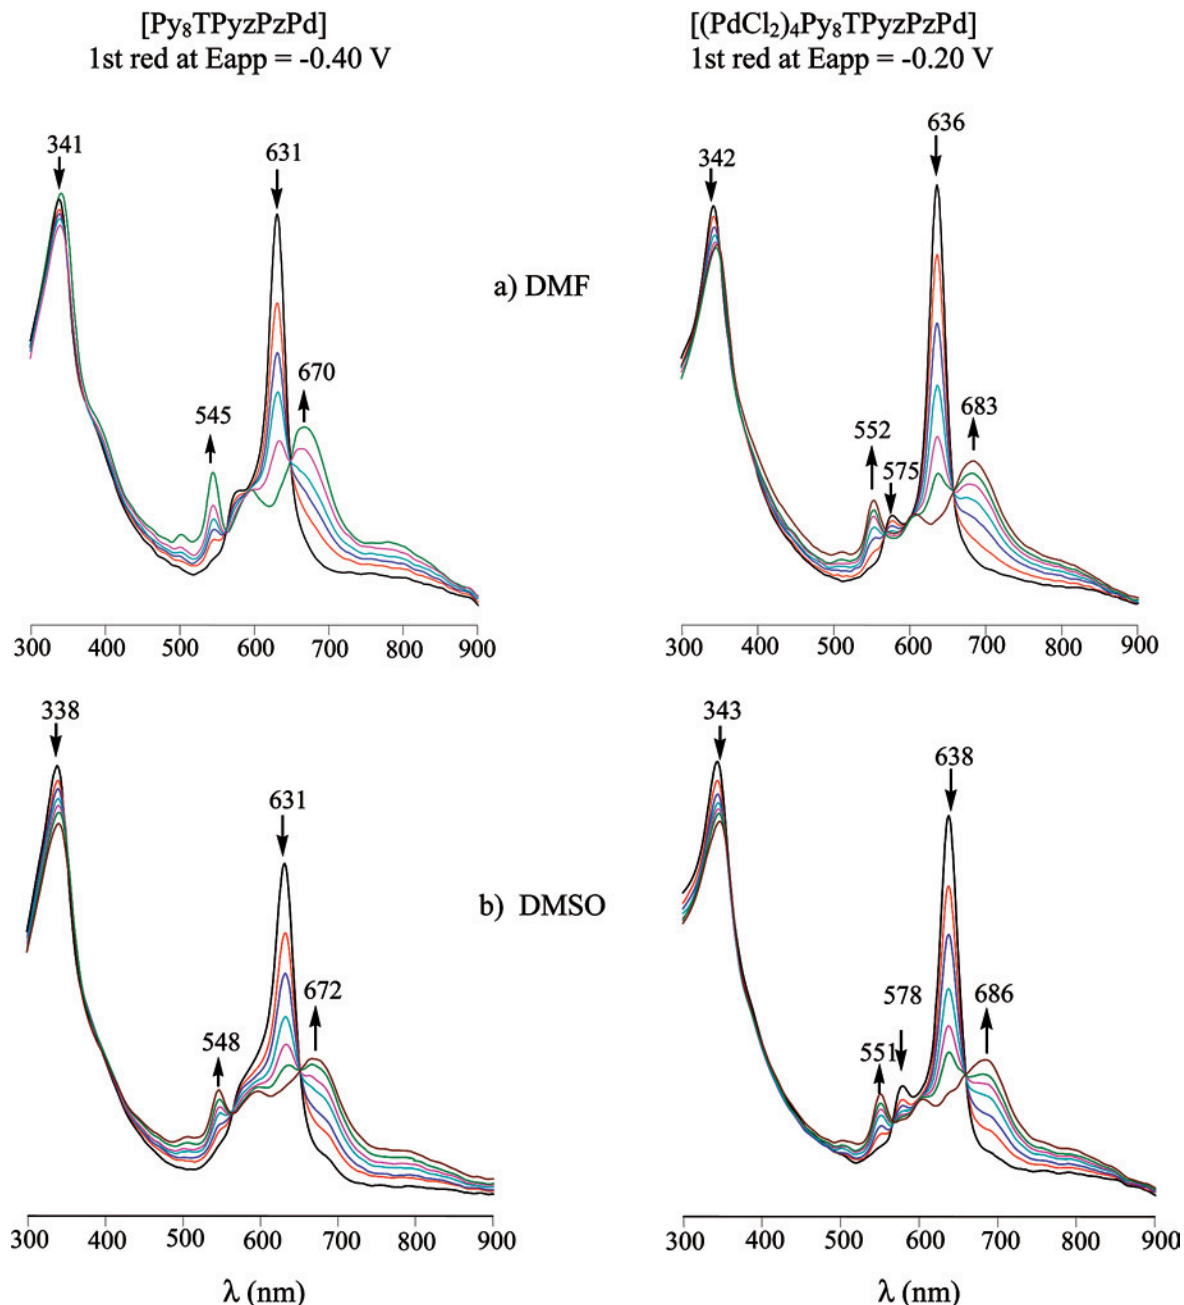 [Py₈TPyzPzPd]
1st red at Eapp = -0.40 V
[(PdCl₂)₄Py₈TPyzPzPd]
1st red at Eapp = -0.20 V
341
631
670
545
300 400 500 600 700 800 900
a) DMF
342
636
683
552
575
300 400 500 600 700 800 900
338
631
672
548
300 400 500 600 700 800 900
λ (nm)
b) DMSO
343
638
578
686
551
300 400 500 600 700 800 900
λ (nm)